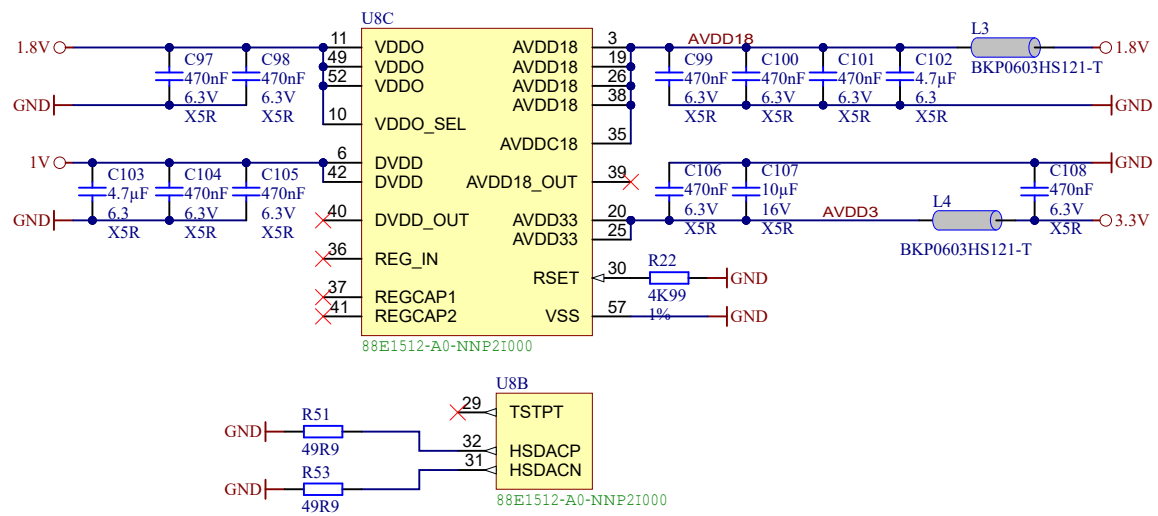 U8C
1.8V
GND
C97
470nF
6.3V
X5R
C98
470nF
6.3V
X5R
1V
GND
C103
4.7µF
6.3
X5R
C104
470nF
6.3V
X5R
C105
470nF
6.3V
X5R
11 VDDO
49 VDDO
52 VDDO
10 VDDO_SEL
6 DVDD
42 DVDD
40 DVDD_OUT
36 REG_IN
37 REGCAP1
41 REGCAP2
AVDD18 3
AVDD18 19
AVDD18 26
AVDD18 38
AVDDC18 35
AVDD18_OUT 39
AVDD33 20
AVDD33 25
RSET 30
VSS 57
88E1512-A0-NNP2I000
AVDD18
C99
470nF
6.3V
X5R
C100
470nF
6.3V
X5R
C101
470nF
6.3V
X5R
C102
4.7µF
6.3
X5R
L3
BKP0603HS121-T
1.8V
GND
C106
470nF
6.3V
X5R
C107
10µF
16V
X5R
AVDD3
L4
BKP0603HS121-T
C108
470nF
6.3V
X5R
GND
3.3V
R22
4K99
1%
GND
GND
U8B
29 TSTPT
32 HSDACP
31 HSDACN
88E1512-A0-NNP2I000
GND
R51
49R9
GND
R53
49R9